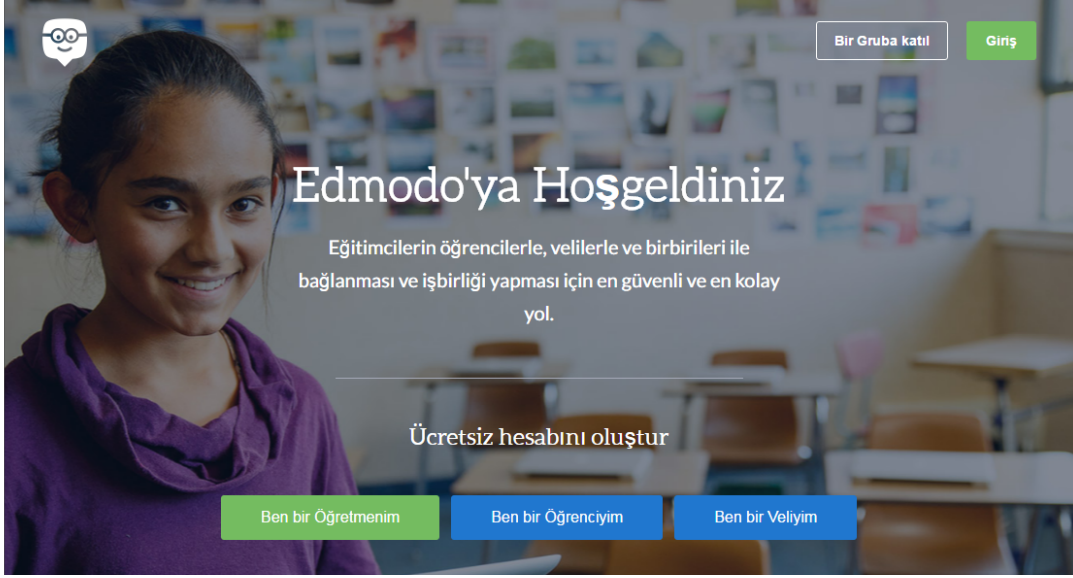 Bir Gruba katıl
Giriş
Edmodo'ya Hoşgeldiniz
Eğitimcilerin öğrencilerle, velilerle ve birbirileri ile
bağlanması ve işbirliği yapması için en güvenli ve en kolay
yol.
Ücretsiz hesabını oluştur
Ben bir Öğretmenim
Ben bir Öğrenciyim
Ben bir Veliyim